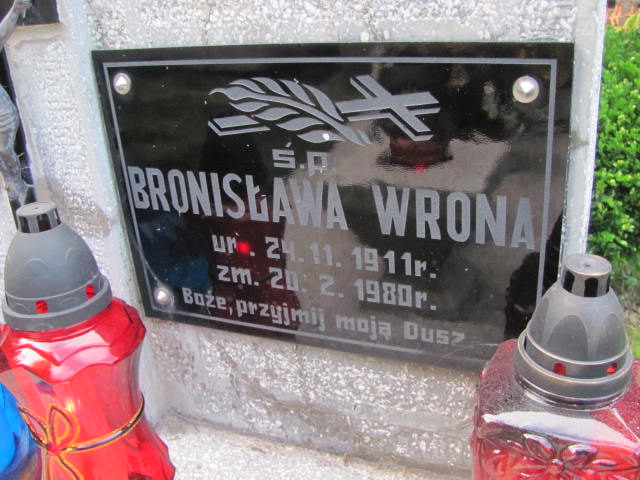 Ś.P.
BRONISŁAWA WRONA
ur. 24.11.1911r.
zm. 20.2.1980r.
Boże, przyjmij moją Dusz